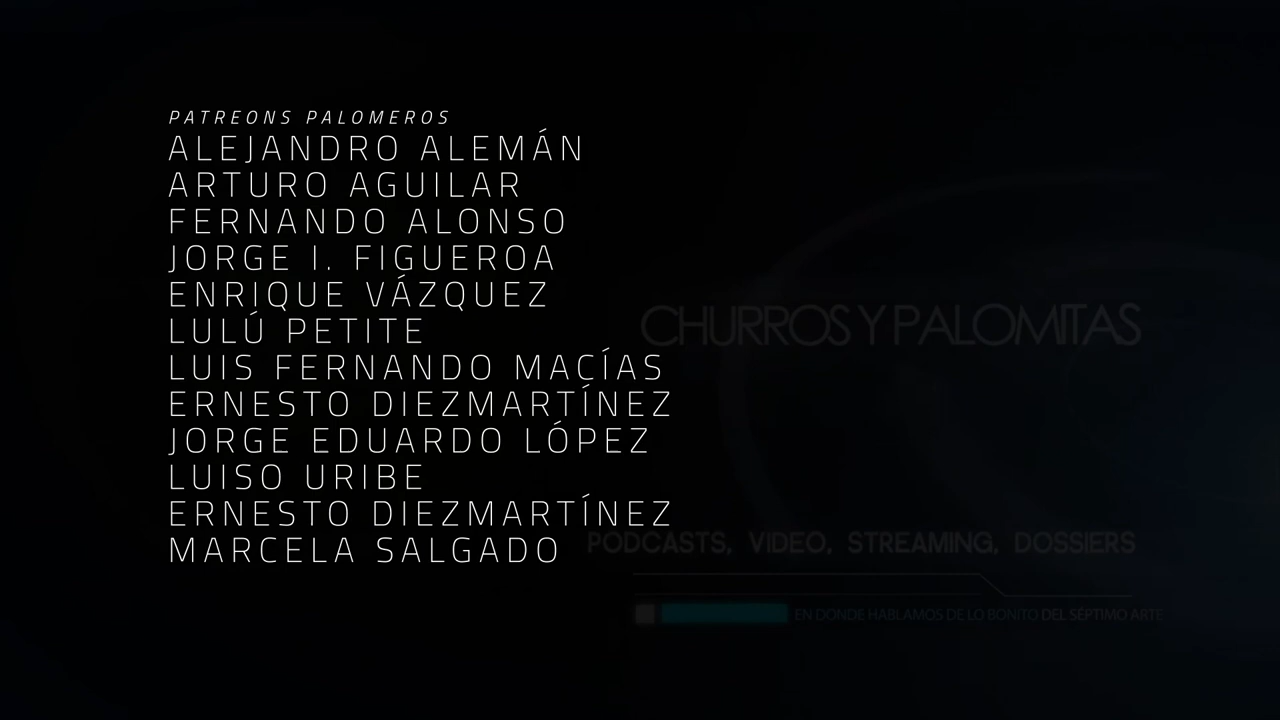 PATREONS PALOMEROS
ALEJANDRO ALEMÁN
ARTURO AGUILAR
FERNANDO ALONSO
JORGE I. FIGUEROA
ENRIQUE VÁZQUEZ
LULÚ PETITE
LUIS FERNANDO MACÍAS
ERNESTO DIEZMARTÍNEZ
JORGE EDUARDO LÓPEZ
LUISO URIBE
ERNESTO DIEZMARTÍNEZ
MARCELA SALGADO
CHURROS Y PALOMITAS
PODCASTS, VIDEO, STREAMING, DOSSIERS
EN DONDE HABLAMOS DE LO BONITO DEL SÉPTIMO ARTE